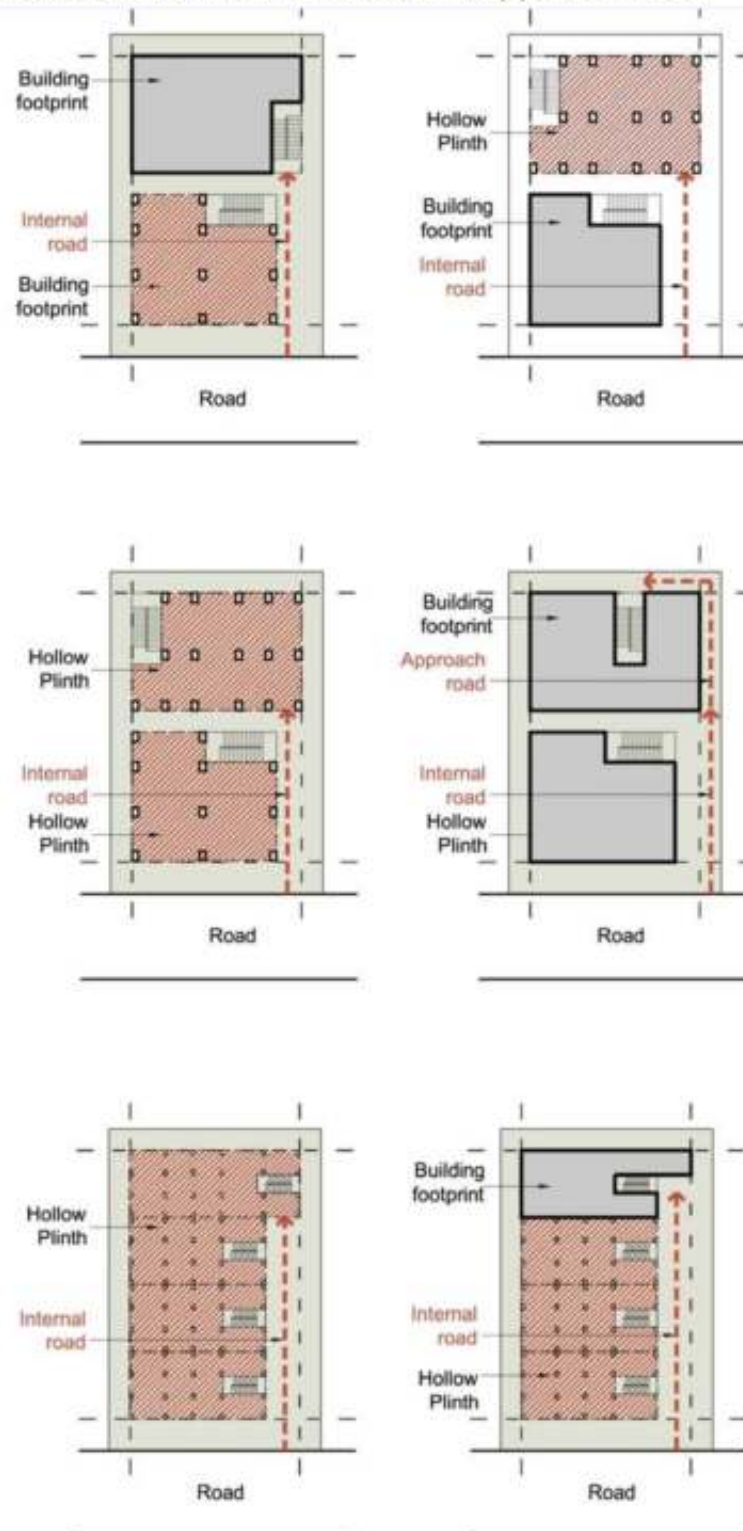 Building
footprint
Internal
road
Building
footprint
Road
Hollow
Plinth
Building
footprint
Internal
road
Road
Hollow
Plinth
Internal
road
Hollow
Plinth
Road
Building
footprint
Approach
road
Internal
road
Hollow
Plinth
Road
Hollow
Plinth
Internal
road
Road
Building
footprint
Internal
road
Hollow
Plinth
Road